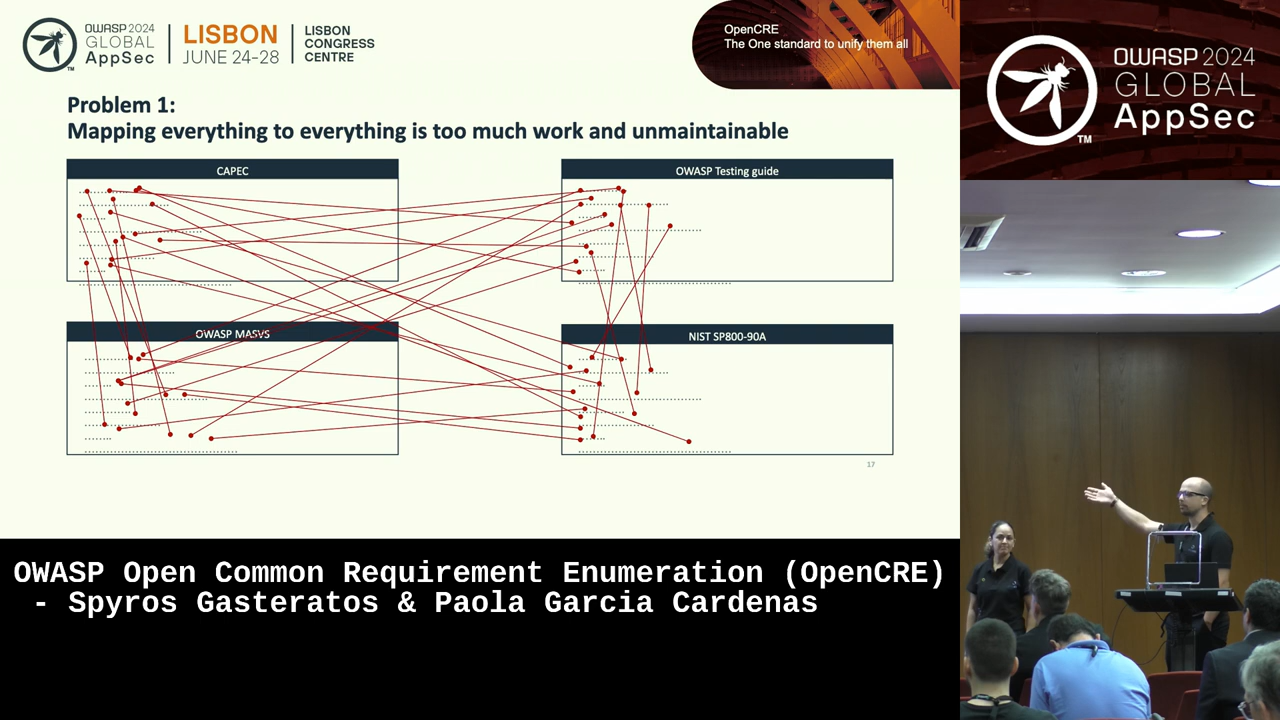 OWASP 2024
GLOBAL
AppSec
TM
LISBON
JUNE 24-28
LISBON
CONGRESS
CENTRE
OpenCRE
The One standard to unify them all
Problem 1:
Mapping everything to everything is too much work and unmaintainable
CAPEC
OWASP Testing guide
OWASP MASVS
NIST SP800-90A
17
OWASP Open Common Requirement Enumeration (OpenCRE)
- Spyros Gasteratos & Paola Garcia Cardenas
OWASP 2024
GLOBAL
AppSec
TM